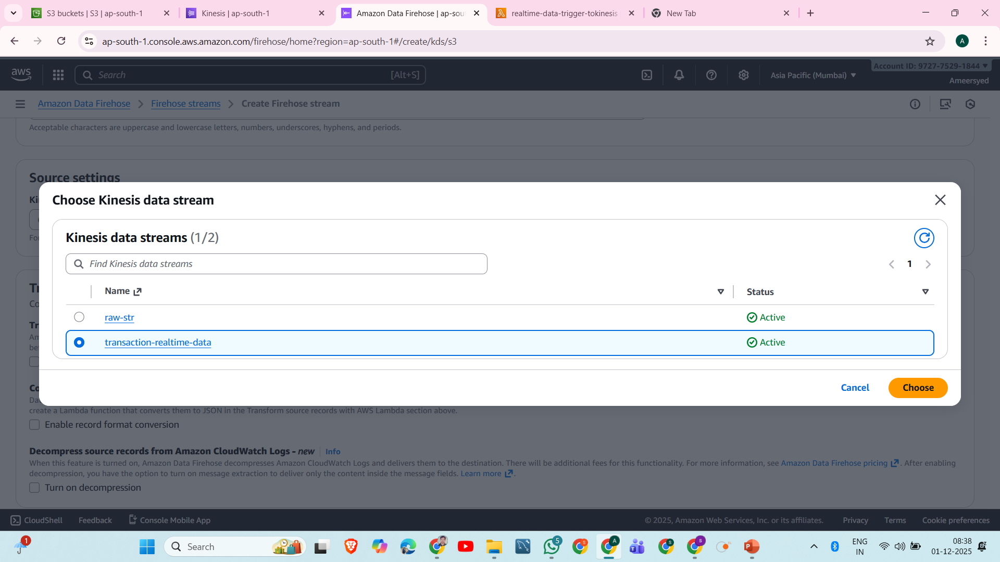 S3 buckets | S3 | ap-south-1
Kinesis | ap-south-1
Amazon Data Firehose | ap-sou
realtime-data-trigger-tokinesis
New Tab
ap-south-1.console.aws.amazon.com/firehose/home?region=ap-south-1#/create/kds/s3
A
aws
Search
[Alt+S]
Asia Pacific (Mumbai)
Account ID: 9727-7529-1844
Ameersyed
Amazon Data Firehose
Firehose streams
Create Firehose stream
Acceptable characters are uppercase and lowercase letters, numbers, underscores, hyphens, and periods.
Source settings
Choose Kinesis data stream
Kinesis data streams (1/2)
Find Kinesis data streams
1
Name
Status
raw-str
Active
transaction-realtime-data
Active
Cancel
Choose
create a Lambda function that converts them to JSON in the Transform source records with AWS Lambda section above.
Enable record format conversion
Decompress source records from Amazon CloudWatch Logs - new
Info
When this feature is turned on, Amazon Data Firehose decompresses Amazon CloudWatch Logs and delivers them to the destination. There will be additional fees for this functionality. For more information, see Amazon Data Firehose pricing. After enabling
decompression, you have the option to turn on message extraction to deliver only the content inside the message fields. Learn more.
Turn on decompression
CloudShell
Feedback
Console Mobile App
© 2025, Amazon Web Services, Inc. or its affiliates.
Privacy
Terms
Cookie preferences
1
Search
5
ENG
IN
08:38
01-12-2025